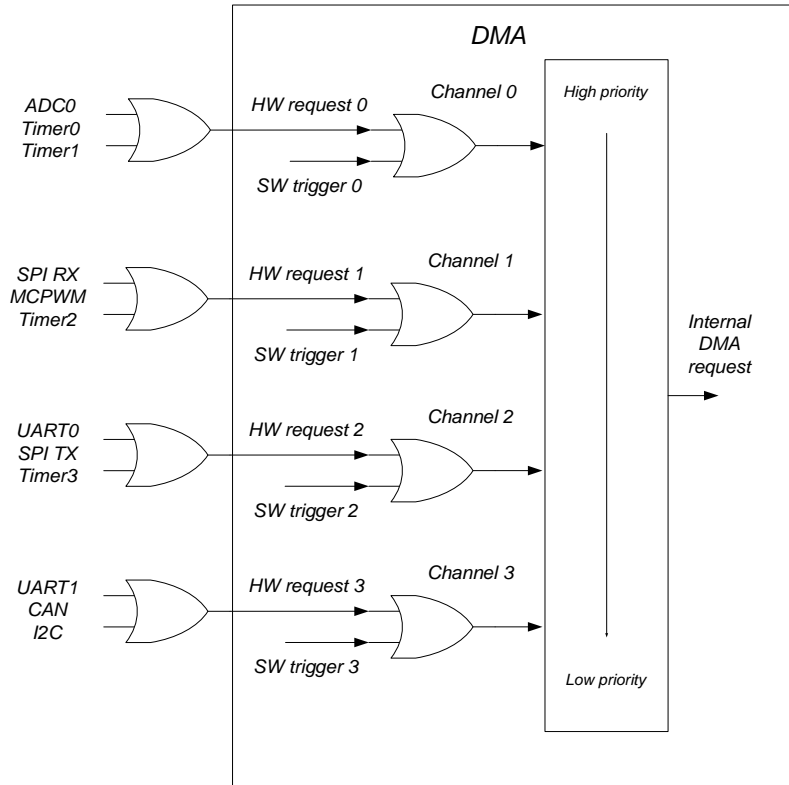 DMA
ADC0
Timer0
Timer1
HW request 0
SW trigger 0
Channel 0
High priority
SPI RX
MCPWM
Timer2
HW request 1
SW trigger 1
Channel 1
Internal
DMA
request
UART0
SPI TX
Timer3
HW request 2
SW trigger 2
Channel 2
UART1
CAN
I2C
HW request 3
SW trigger 3
Channel 3
Low priority